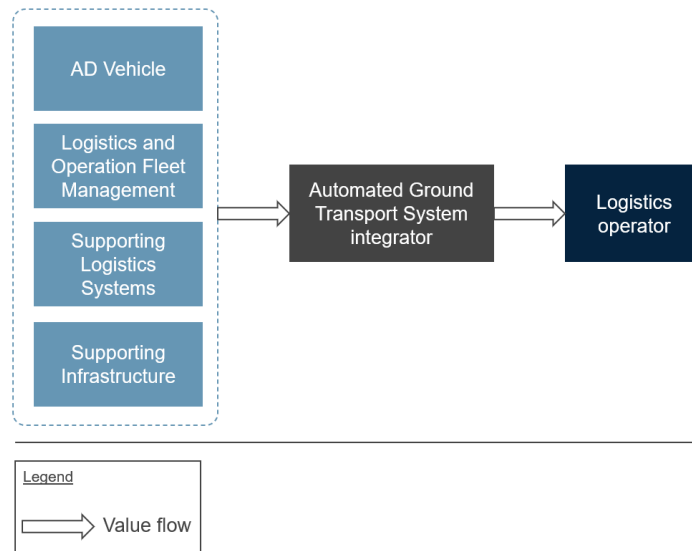 AD Vehicle
Logistics and
Operation Fleet
Management
Supporting
Logistics
Systems
Supporting
Infrastructure
Automated Ground
Transport System
integrator
Logistics
operator
Legend
Value flow